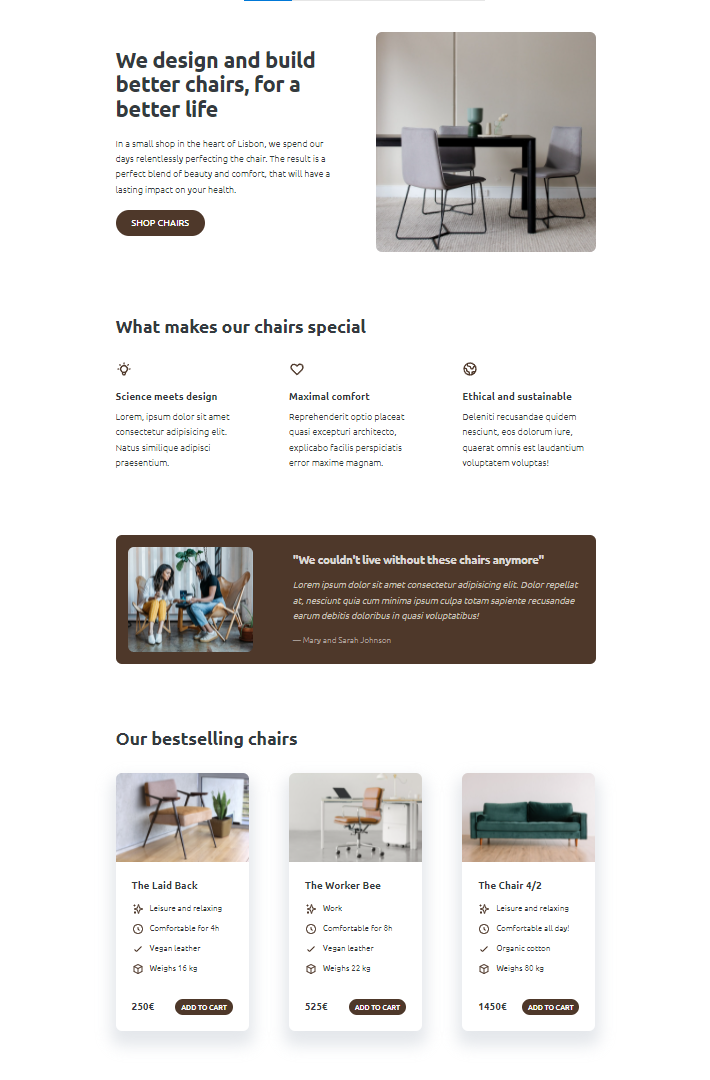 We design and build
better chairs, for a
better life
In a small shop in the heart of Lisbon, we spend our
days relentlessly perfecting the chair. The result is a
perfect blend of beauty and comfort, that will have a
lasting impact on your health.
SHOP CHAIRS
What makes our chairs special
Science meets design
Lorem, ipsum dolor sit amet
consectetur adipisicing elit.
Natus similique adipisci
praesentium.
Maximal comfort
Reprehenderit optio placeat
quasi excepturi architecto,
explicabo facilis perspiciatis
error maxime magnam.
Ethical and sustainable
Deleniti recusandae quidem
nesciunt, eos dolorum iure,
quaerat omnis est laudantium
voluptatem voluptas!
"We couldn't live without these chairs anymore"
Lorem ipsum dolor sit amet consectetur adipisicing elit. Dolor repellat
at, nesciunt quia cum minima ipsum culpa totam sapiente recusandae
earum debitis doloribus in quasi voluptatibus!
— Mary and Sarah Johnson
Our bestselling chairs
The Laid Back
Leisure and relaxing
Comfortable for 4h
Vegan leather
Weighs 16 kg
250€
ADD TO CART
The Worker Bee
Work
Comfortable for 8h
Vegan leather
Weighs 22 kg
525€
ADD TO CART
The Chair 4/2
Leisure and relaxing
Comfortable all day!
Organic cotton
Weighs 80 kg
1450€
ADD TO CART